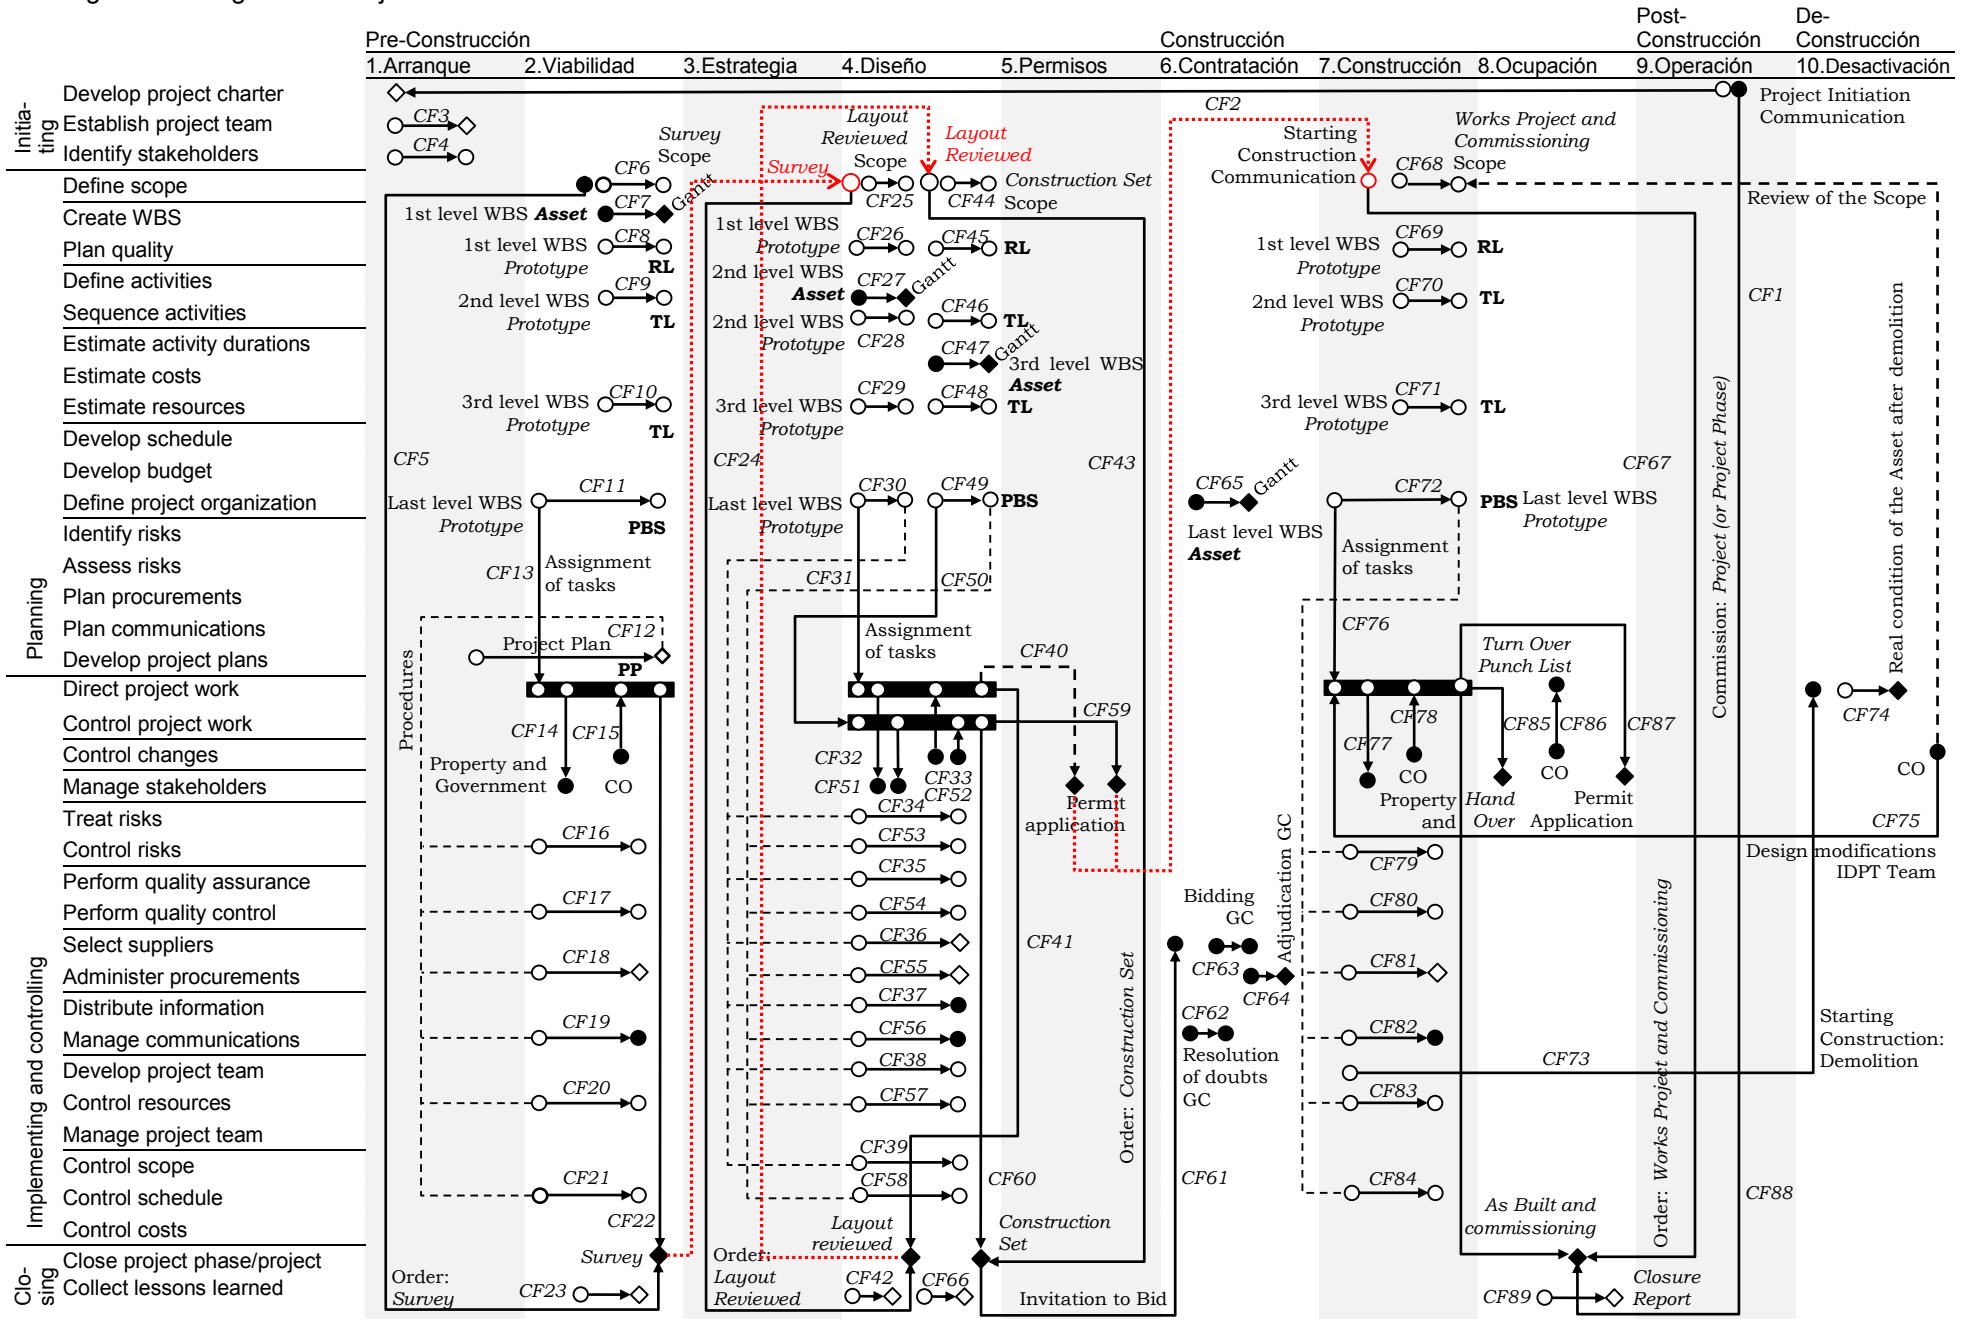 Post-
Construcción
De-
Construcción
Pre-Construcción
Construcción
1.Arranque
2.Viabilidad
3.Estrategia
4.Diseño
5.Permisos
6.Contratación
7.Construcción
8.Ocupación
9.Operación
10.Desactivación
Initia-
ting
Develop project charter
Establish project team
Identify stakeholders
Planning
Define scope
Create WBS
Plan quality
Define activities
Sequence activities
Estimate activity durations
Estimate costs
Estimate resources
Develop schedule
Develop budget
Define project organization
Identify risks
Assess risks
Plan procurements
Plan communications
Develop project plans
Implementing and controlling
Direct project work
Control project work
Control changes
Manage stakeholders
Treat risks
Control risks
Perform quality assurance
Perform quality control
Select suppliers
Administer procurements
Distribute information
Manage communications
Develop project team
Control resources
Manage project team
Control scope
Control schedule
Control costs
Clo-
sing
Close project phase/project
Collect lessons learned
CF3
CF4
CF5
Procedures
Order:
Survey
Survey
Scope
CF6
CF7
Gantt
1st level WBS Asset
CF8
1st level WBS
Prototype
RL
CF9
2nd level WBS
Prototype
TL
CF10
3rd level WBS
Prototype
TL
CF11
Last level WBS
Prototype
PBS
CF13
Assignment
of tasks
CF12
Project Plan
PP
CF14
CF15
Property and
Government
CO
CF16
CF17
CF18
CF19
CF20
CF21
CF22
Survey
CF23
Survey
Layout
Reviewed
Scope
Layout
Reviewed
CF25
CF44
Construction Set
Scope
1st level WBS
Prototype
CF26
CF45
RL
2nd level WBS
Asset
CF27
Gantt
CF46
TL
2nd level WBS
Prototype
CF28
CF47
Gantt
3rd level WBS
Asset
CF29
CF48
TL
3rd level WBS
Prototype
CF24
CF43
CF30
CF49
PBS
Last level WBS
Prototype
CF31
CF50
Assignment
of tasks
CF40
CF59
CF32
CF51
CF33
CF52
Permit
application
CF34
CF53
CF35
CF54
CF36
CF55
CF37
CF56
CF38
CF57
CF39
CF58
CF41
CF60
Layout
reviewed
Construction
Set
Order:
Layout
Reviewed
CF42
CF66
Invitation to Bid
Order: Construction Set
CF61
CF2
Starting
Construction
Communication
CF65
Gantt
Last level WBS
Asset
Bidding
GC
CF63
CF64
Adjudication GC
CF62
Resolution
of doubts
GC
Works Project and
Commissioning
Scope
CF68
CF69
1st level WBS
Prototype
RL
CF70
2nd level WBS
Prototype
TL
CF71
3rd level WBS
Prototype
TL
CF72
PBS Last level WBS
Prototype
CF67
Assignment
of tasks
CF76
Turn Over
Punch List
CF77
CF78
CF85
CF86
CF87
CO
CO
Property
and
Hand
Over
Permit
Application
CF79
CF80
CF81
CF82
CF73
CF83
CF84
As Built and
commissioning
CF89
Closure
Report
Order: Works Project and Commissioning
Commission: Project (or Project Phase)
CF88
Project Initiation
Communication
Review of the Scope
CF1
Real condition of the Asset after demolition
CF74
CO
CF75
Design modifications
IDPT Team
Starting
Construction:
Demolition